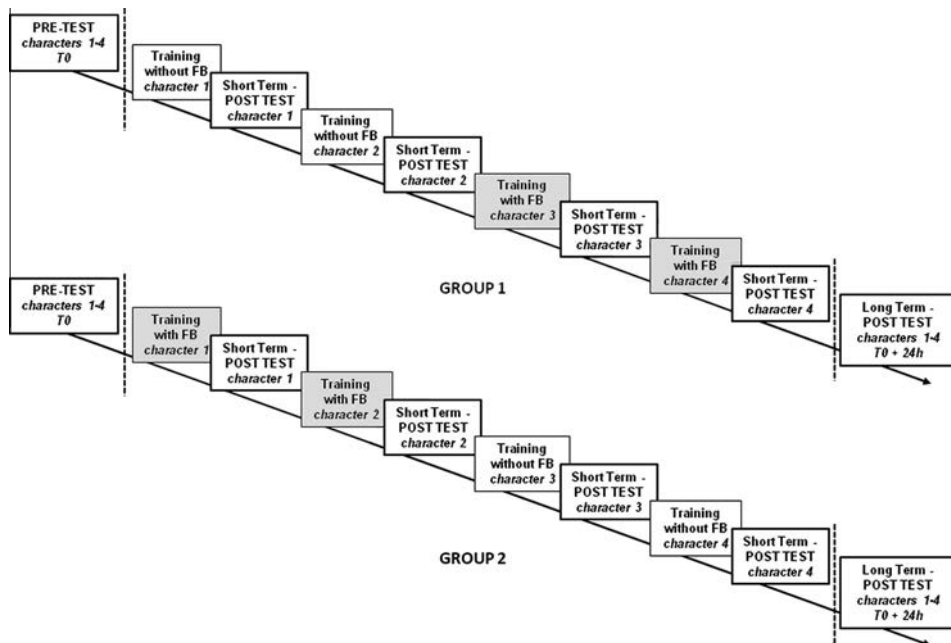 PRE-TEST
characters 1-4
T0
Training
without FB
character 1
Short Term -
POST TEST
character 1
Training
without FB
character 2
Short Term -
POST TEST
character 2
Training
with FB
character 3
Short Term -
POST TEST
character 3
Training
with FB
character 4
Short Term -
POST TEST
character 4
Long Term -
POST TEST
characters 1-4
T0 + 24h
GROUP 1
PRE-TEST
characters 1-4
T0
Training
with FB
character 1
Short Term -
POST TEST
character 1
Training
with FB
character 2
Short Term -
POST TEST
character 2
Training
without FB
character 3
Short Term -
POST TEST
character 3
Training
without FB
character 4
Short Term -
POST TEST
character 4
Long Term -
POST TEST
characters 1-4
T0 + 24h
GROUP 2